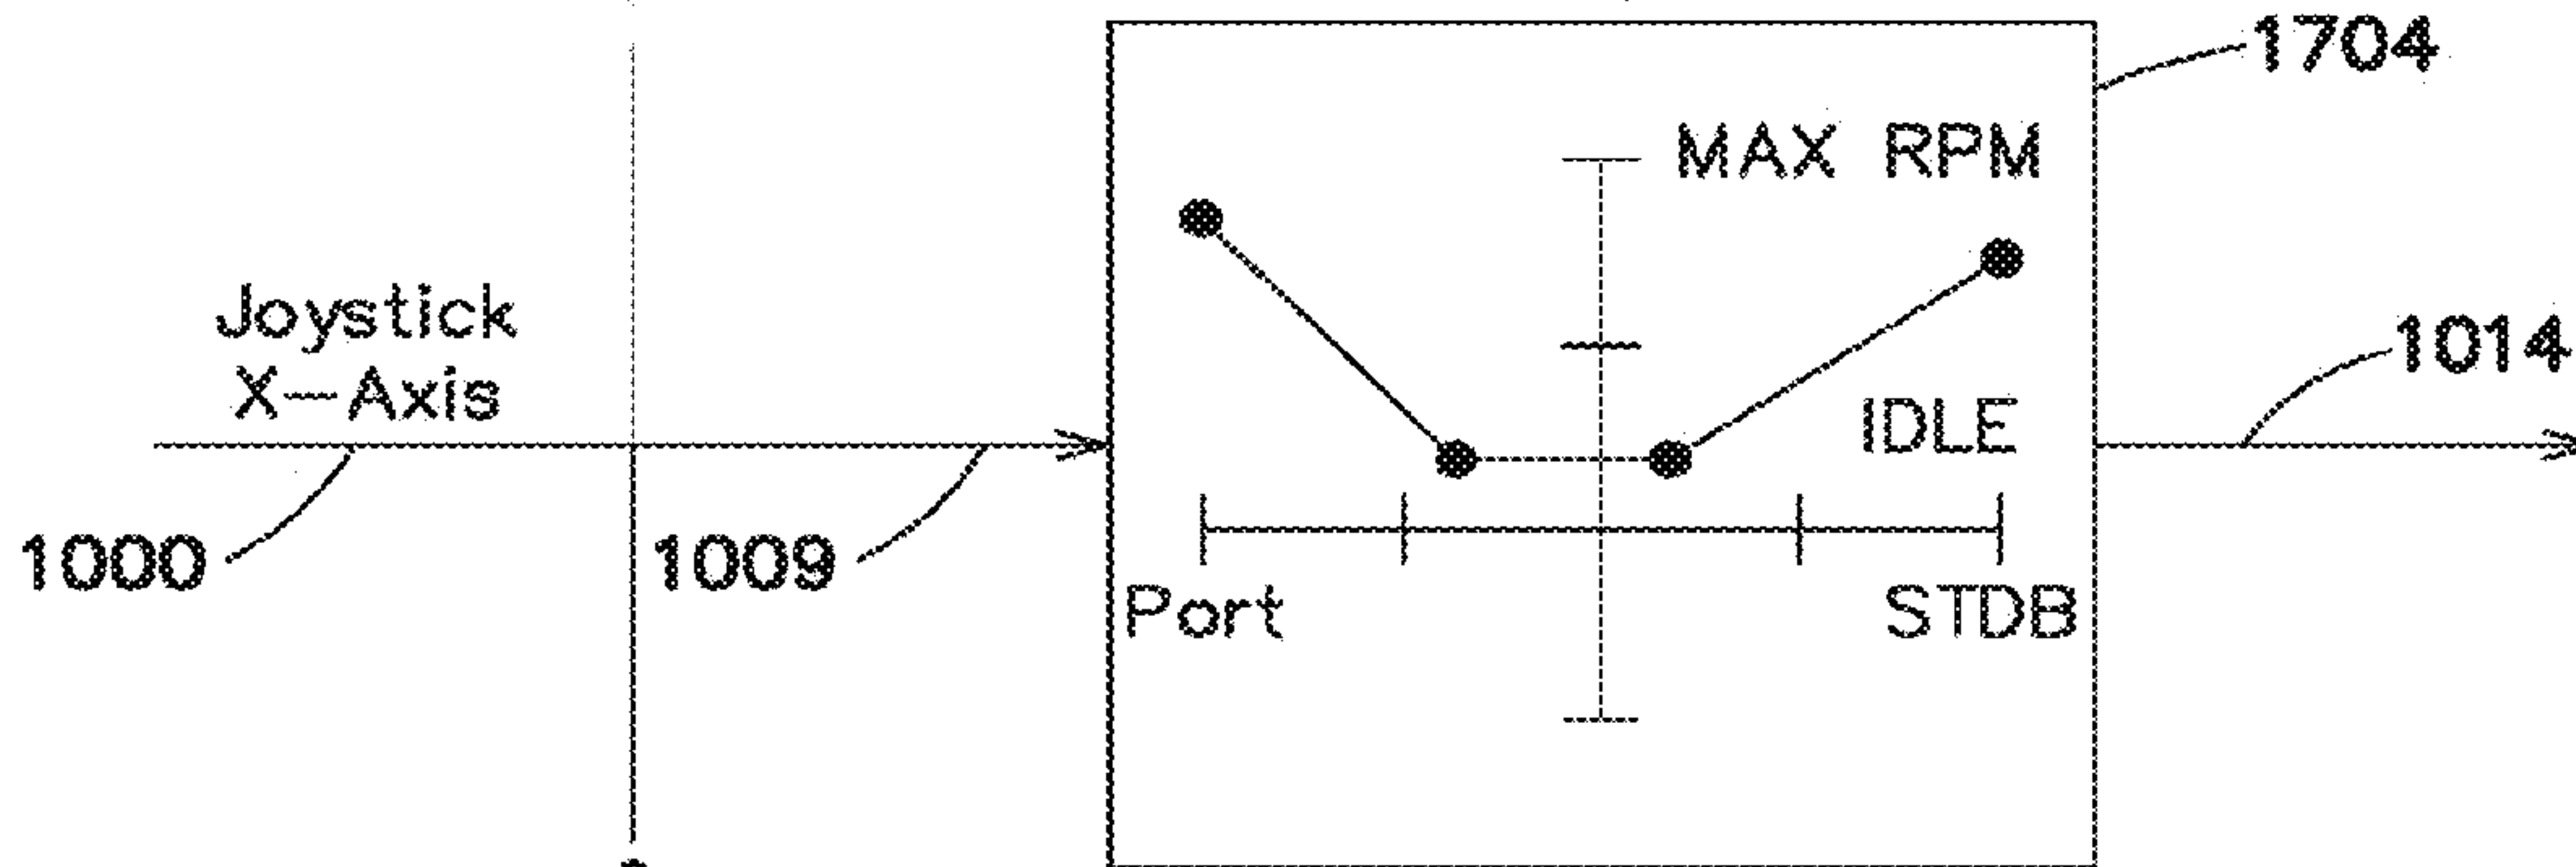 1704
MAX RPM
Joystick
X-Axis
1014
IDLE
1000
1009
Port
STDB